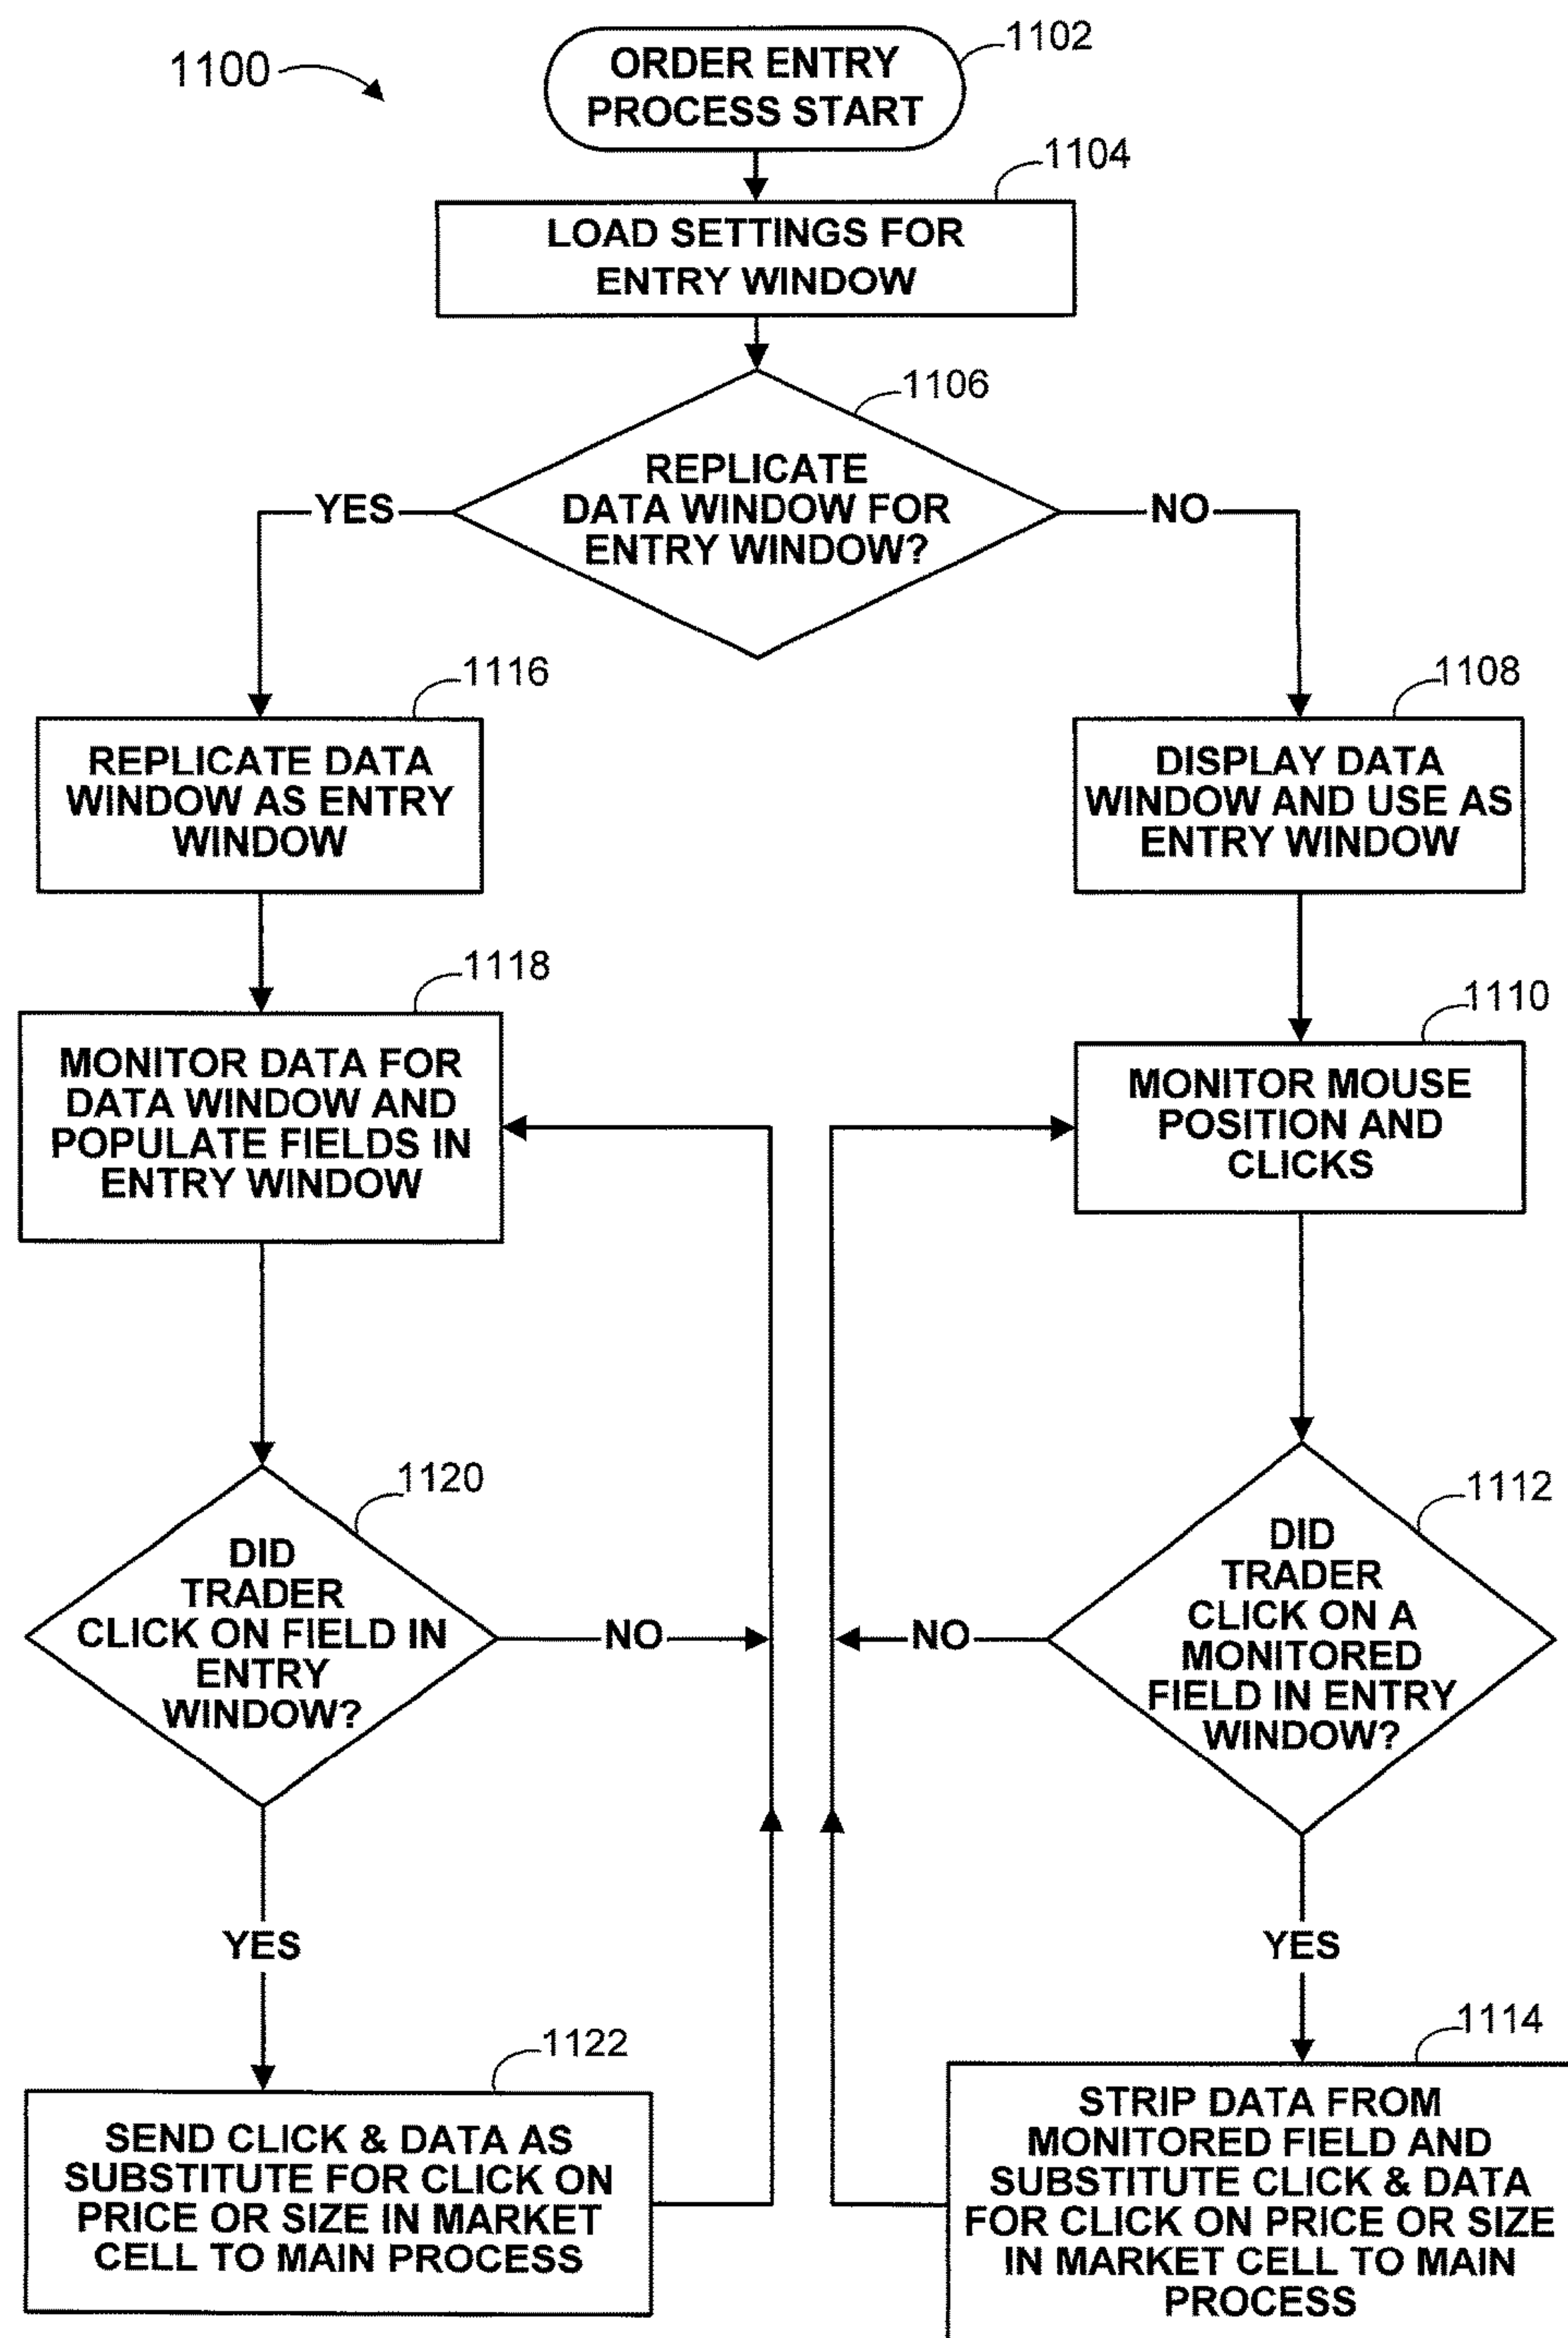 1100
1102
ORDER ENTRY
PROCESS START
1104
LOAD SETTINGS FOR
ENTRY WINDOW
1106
REPLICATE
DATA WINDOW FOR
ENTRY WINDOW?
YES
NO
1116
REPLICATE DATA
WINDOW AS ENTRY
WINDOW
1108
DISPLAY DATA
WINDOW AND USE AS
ENTRY WINDOW
1118
MONITOR DATA FOR
DATA WINDOW AND
POPULATE FIELDS IN
ENTRY WINDOW
1110
MONITOR MOUSE
POSITION AND
CLICKS
1120
DID
TRADER
CLICK ON FIELD IN
ENTRY
WINDOW?
NO
1112
DID
TRADER
CLICK ON A
MONITORED
FIELD IN ENTRY
WINDOW?
NO
YES
YES
1122
SEND CLICK & DATA AS
SUBSTITUTE FOR CLICK ON
PRICE OR SIZE IN MARKET
CELL TO MAIN PROCESS
1114
STRIP DATA FROM
MONITORED FIELD AND
SUBSTITUTE CLICK & DATA
FOR CLICK ON PRICE OR SIZE
IN MARKET CELL TO MAIN
PROCESS